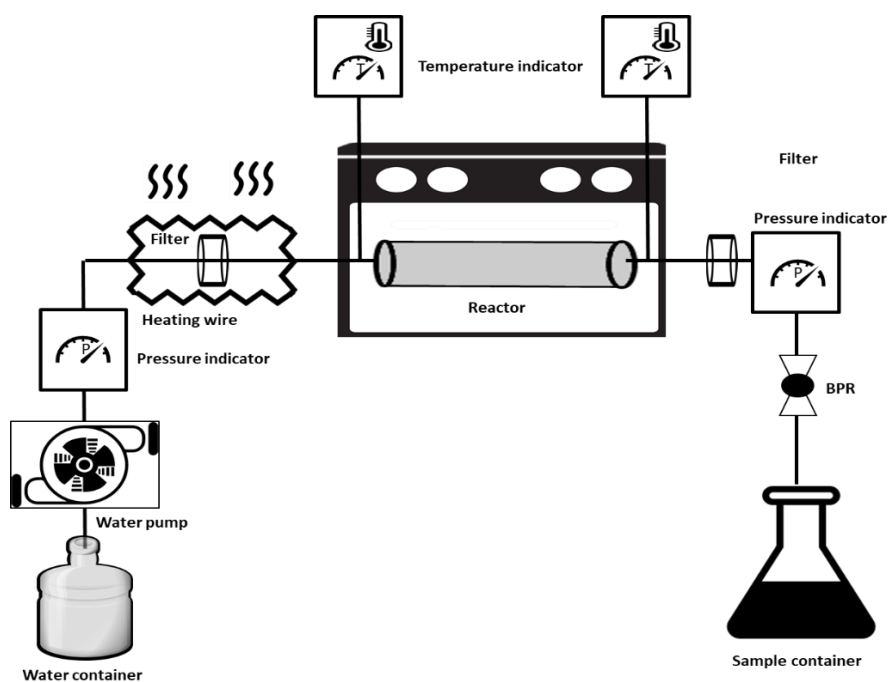 Temperature indicator
T
T
Filter
Pressure indicator
Filter
Heating wire
Reactor
P
P
Pressure indicator
BPR
Water pump
Water container
Sample container